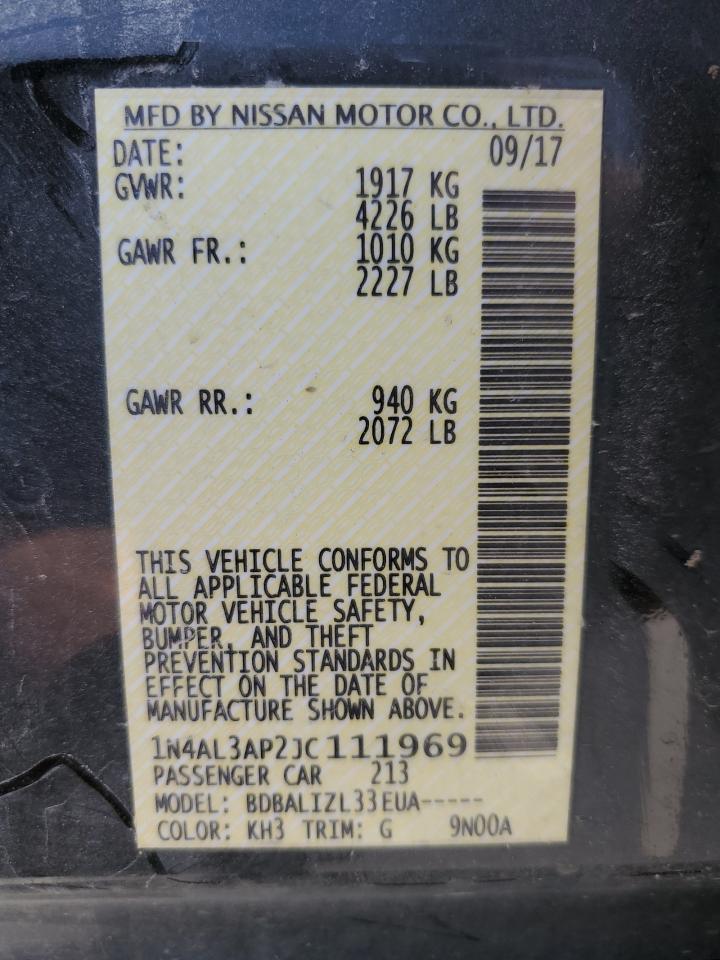 MFD BY NISSAN MOTOR CO., LTD.
DATE: 09/17
GVWR: 1917 KG
4226 LB
GAWR FR.: 1010 KG
2227 LB
GAWR RR.: 940 KG
2072 LB
THIS VEHICLE CONFORMS TO
ALL APPLICABLE FEDERAL
MOTOR VEHICLE SAFETY,
BUMPER, AND THEFT
PREVENTION STANDARDS IN
EFFECT ON THE DATE OF
MANUFACTURE SHOWN ABOVE.
1N4AL3AP2JC111969
PASSENGER CAR 213
MODEL: BDBALIZL33EUA-----
COLOR: KH3 TRIM: G 9N00A